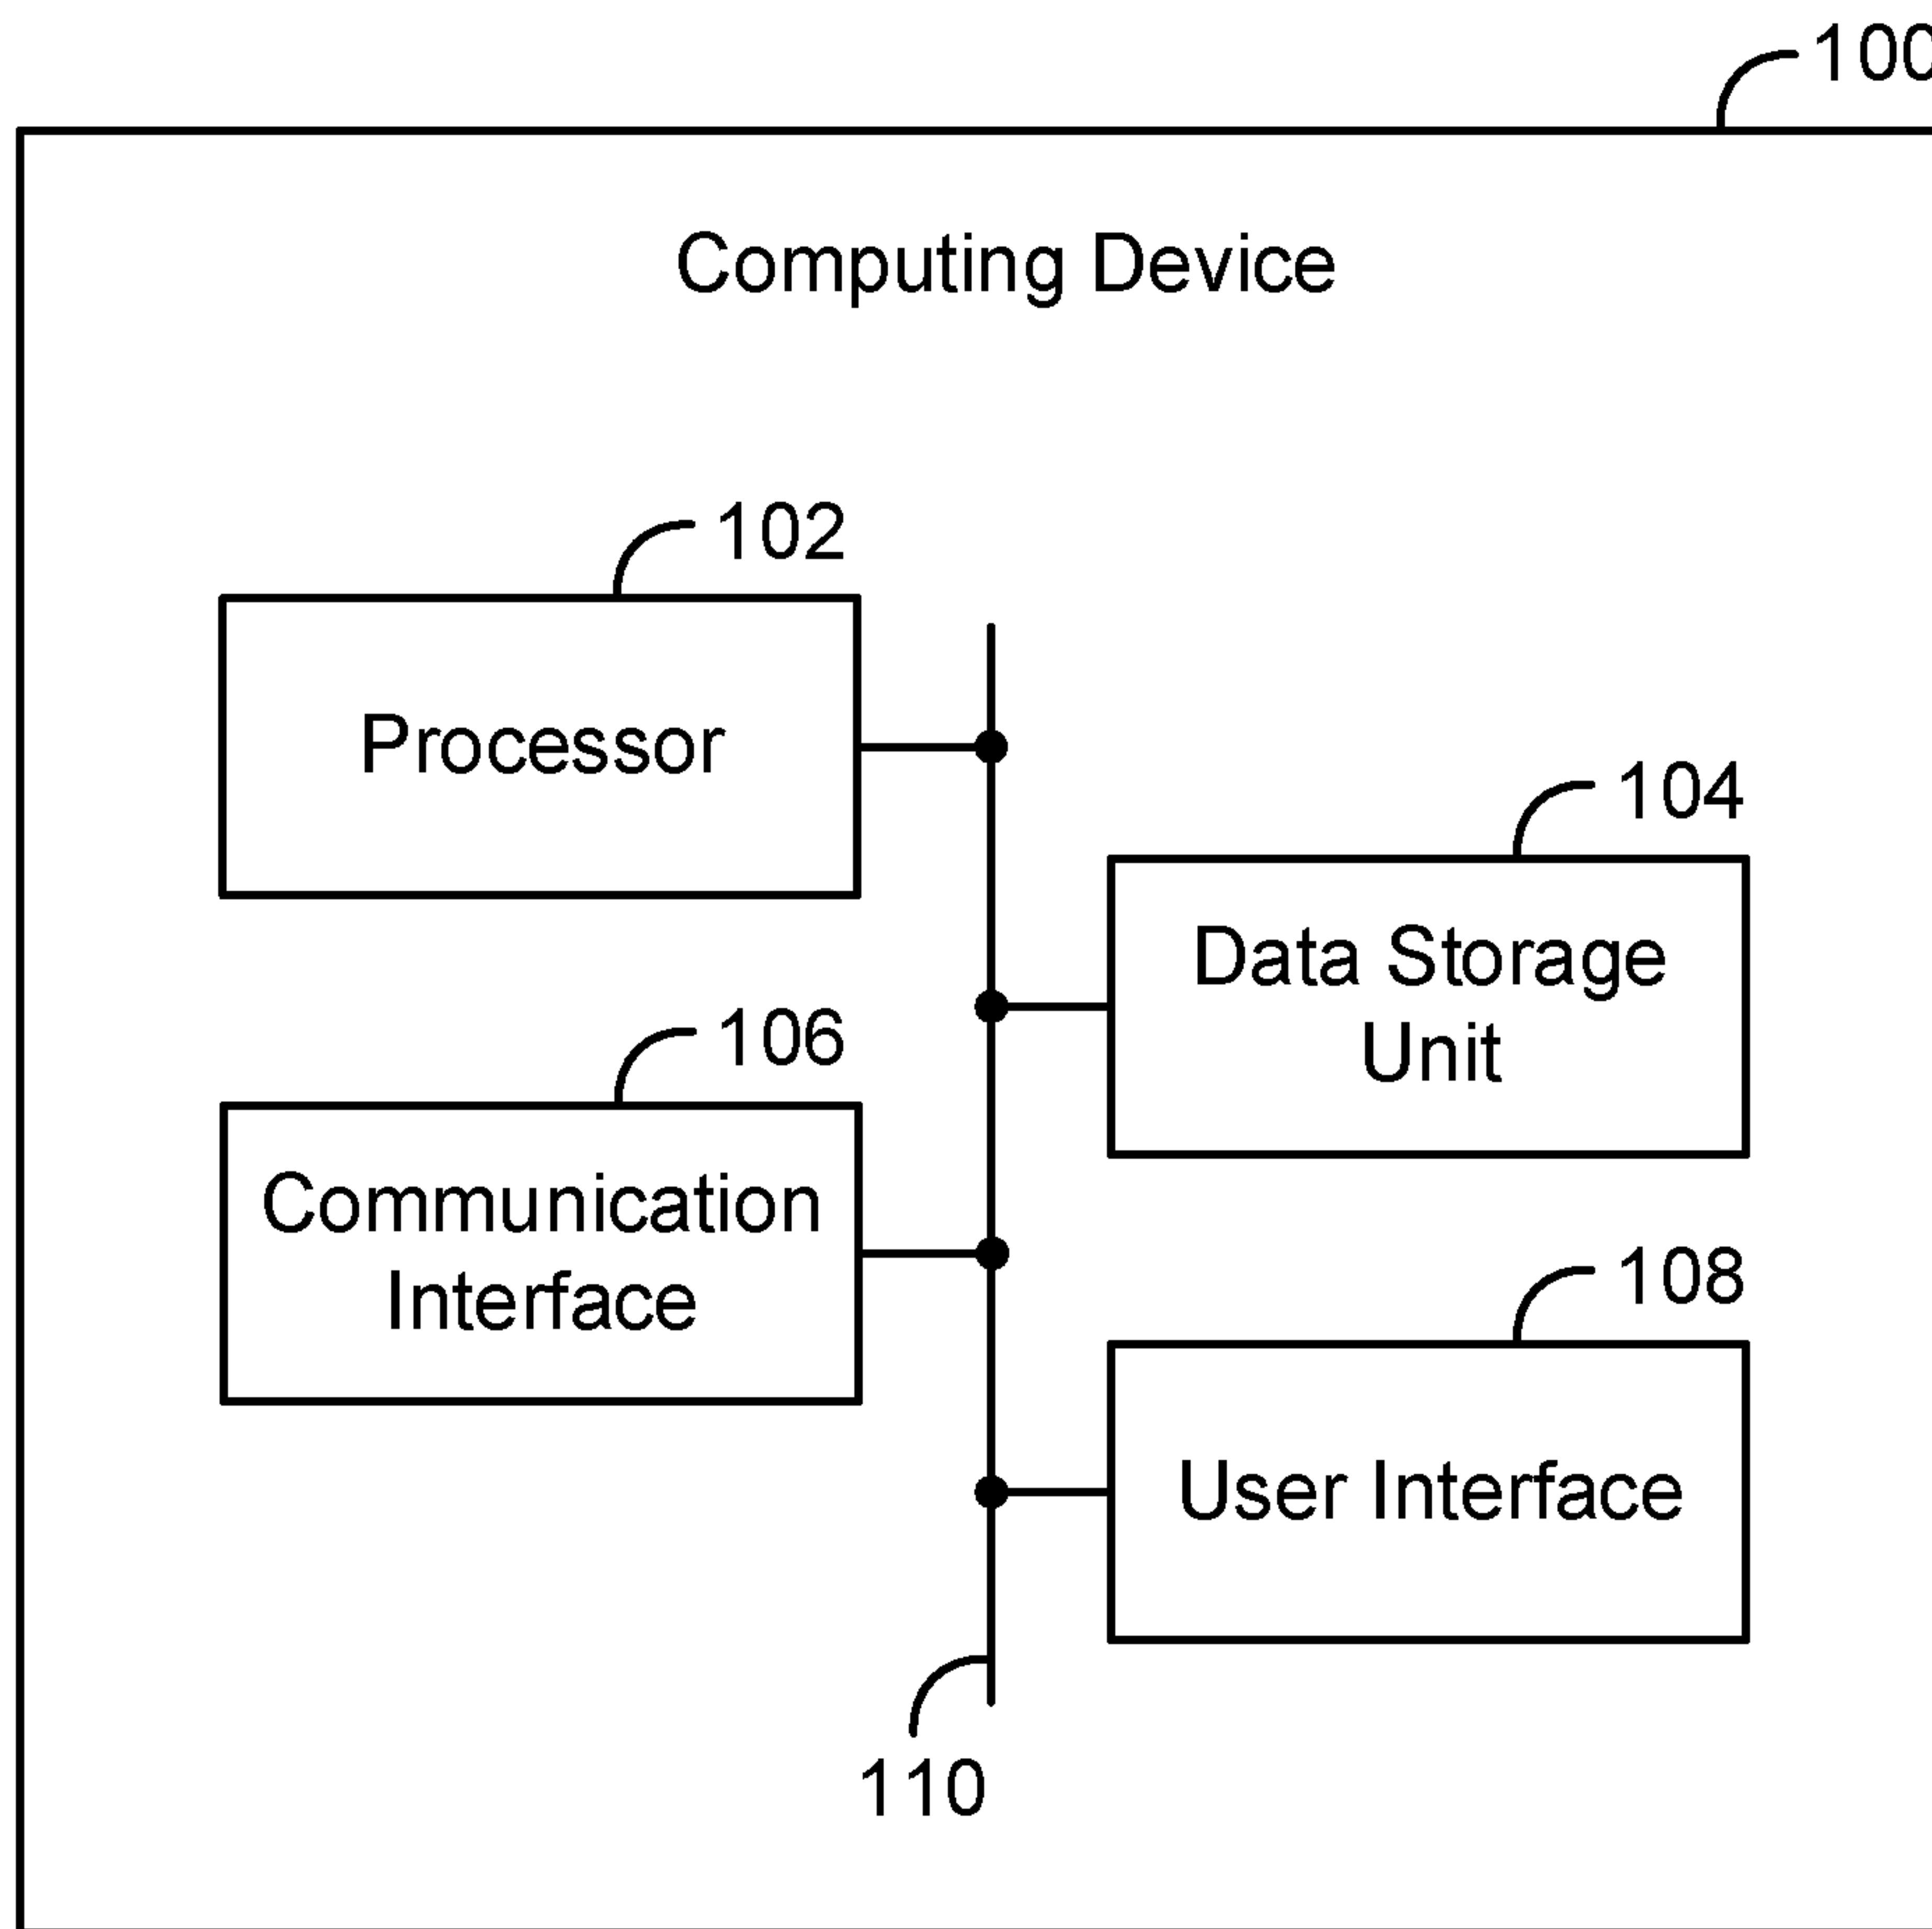 100
Computing Device
102
Processor
104
Data Storage
Unit
106
Communication
Interface
108
User Interface
110